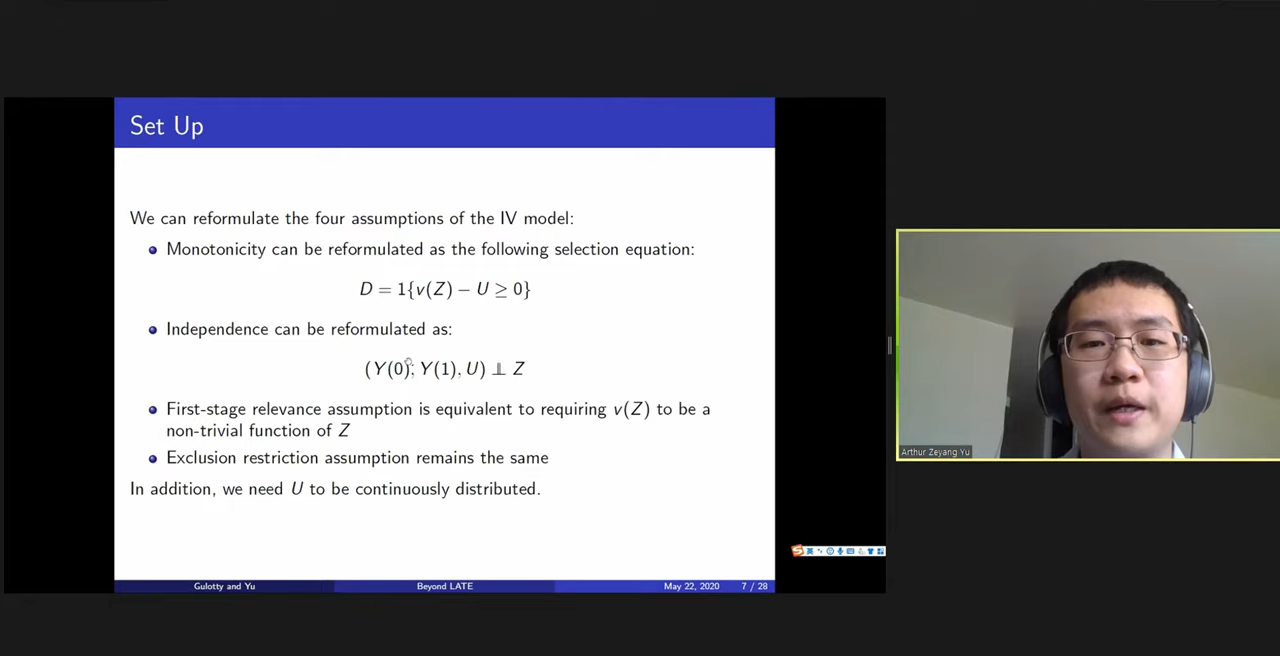 Set Up
We can reformulate the four assumptions of the IV model:
Monotonicity can be reformulated as the following selection equation:
D = 1{v(Z) − U ≥ 0}
Independence can be reformulated as:
(Y(0), Y(1), U) ⫫ Z
First-stage relevance assumption is equivalent to requiring v(Z) to be a
non-trivial function of Z
Exclusion restriction assumption remains the same
In addition, we need U to be continuously distributed.
Gulotty and Yu Beyond LATE May 22, 2020 7 / 28
Arthur Zeyang Yu